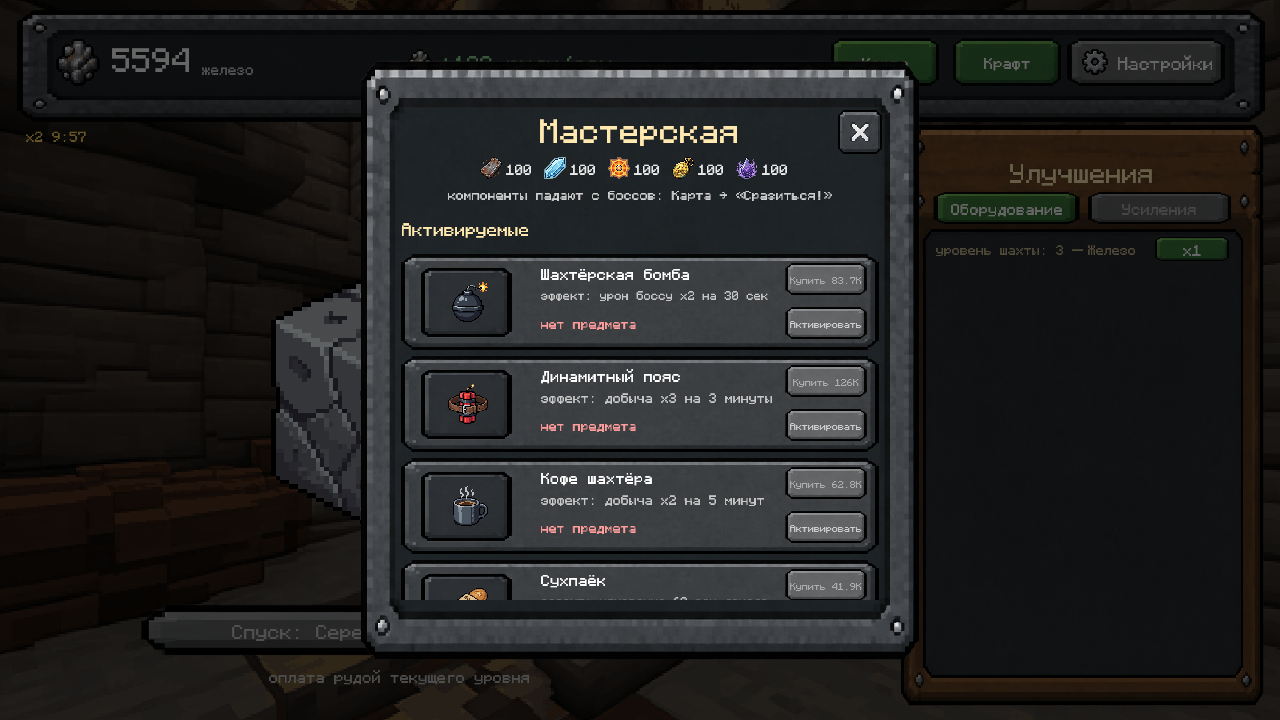 5594 железо
Крафт
Настройки
x2 9:57
Мастерская
100 100 100 100 100
компоненты падают с боссов: Карта → «Сразиться!»
Активируемые
Шахтёрская бомба
эффект: урон боссу x2 на 30 сек
нет предмета
Купить 83.7K
Активировать
Динамитный пояс
эффект: добыча x3 на 3 минуты
нет предмета
Купить 126K
Активировать
Кофе шахтёра
эффект: добыча x2 на 5 минут
нет предмета
Купить 62.8K
Активировать
Сухпаёк
Купить 41.9K
Улучшения
Оборудование
Усиления
уровень шахты: 3 — Железо
x1
Спуск: Сере
оплата рудой текущего уровня